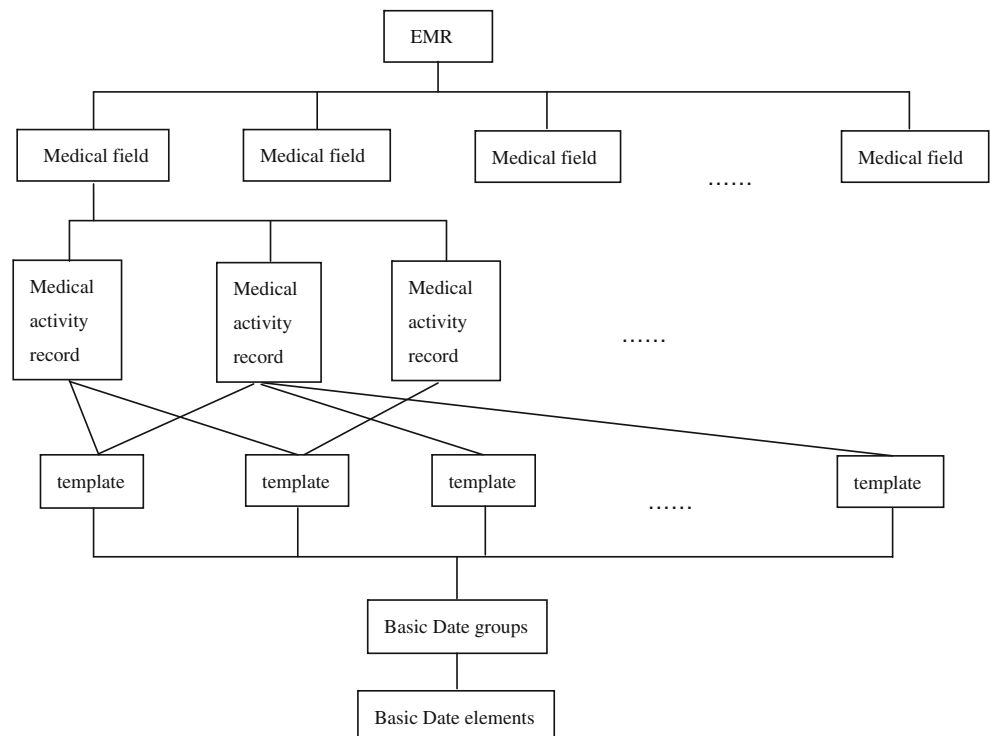 EMR
Medical field
Medical field
Medical field
Medical field
......
Medical
activity
record
Medical
activity
record
Medical
activity
record
......
template
template
template
template
......
Basic Date groups
Basic Date elements